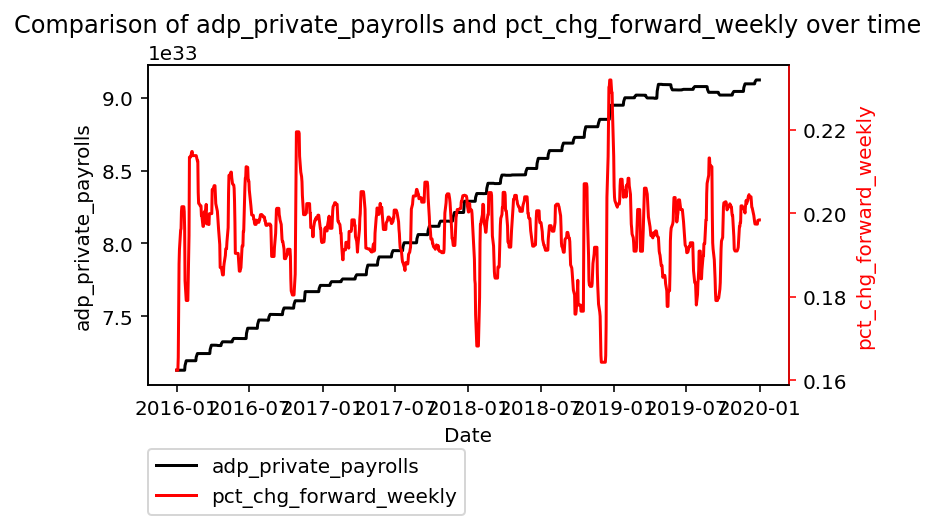 Comparison of adp_private_payrolls and pct_chg_forward_weekly over time
1e33
9.0
8.5
8.0
7.5
adp_private_payrolls
0.22
0.20
0.18
0.16
pct_chg_forward_weekly
2016-01 2016-07 2017-01 2017-07 2018-01 2018-07 2019-01 2019-07 2020-01
Date
adp_private_payrolls
pct_chg_forward_weekly